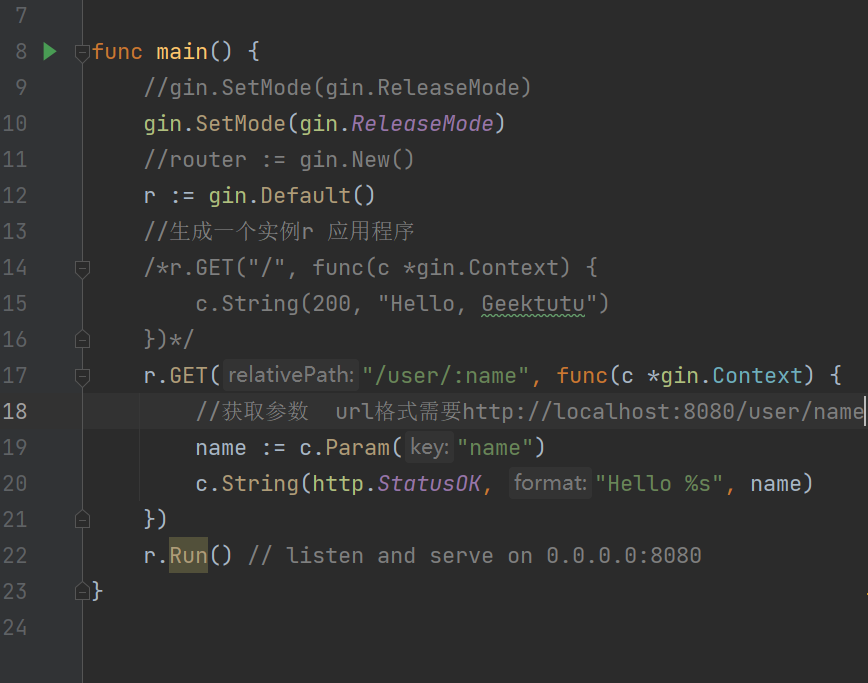 7
8 func main() {
9 //gin.SetMode(gin.ReleaseMode)
10 gin.SetMode(gin.ReleaseMode)
11 //router := gin.New()
12 r := gin.Default()
13 //生成一个实例r 应用程序
14 /*r.GET("/", func(c *gin.Context) {
15 c.String(200, "Hello, Geektutu")
16 })*/
17 r.GET( relativePath: "/user/:name", func(c *gin.Context) {
18 //获取参数  url格式需要http://localhost:8080/user/name
19 name := c.Param( key: "name")
20 c.String(http.StatusOK, format: "Hello %s", name)
21 })
22 r.Run() // listen and serve on 0.0.0.0:8080
23 }
24